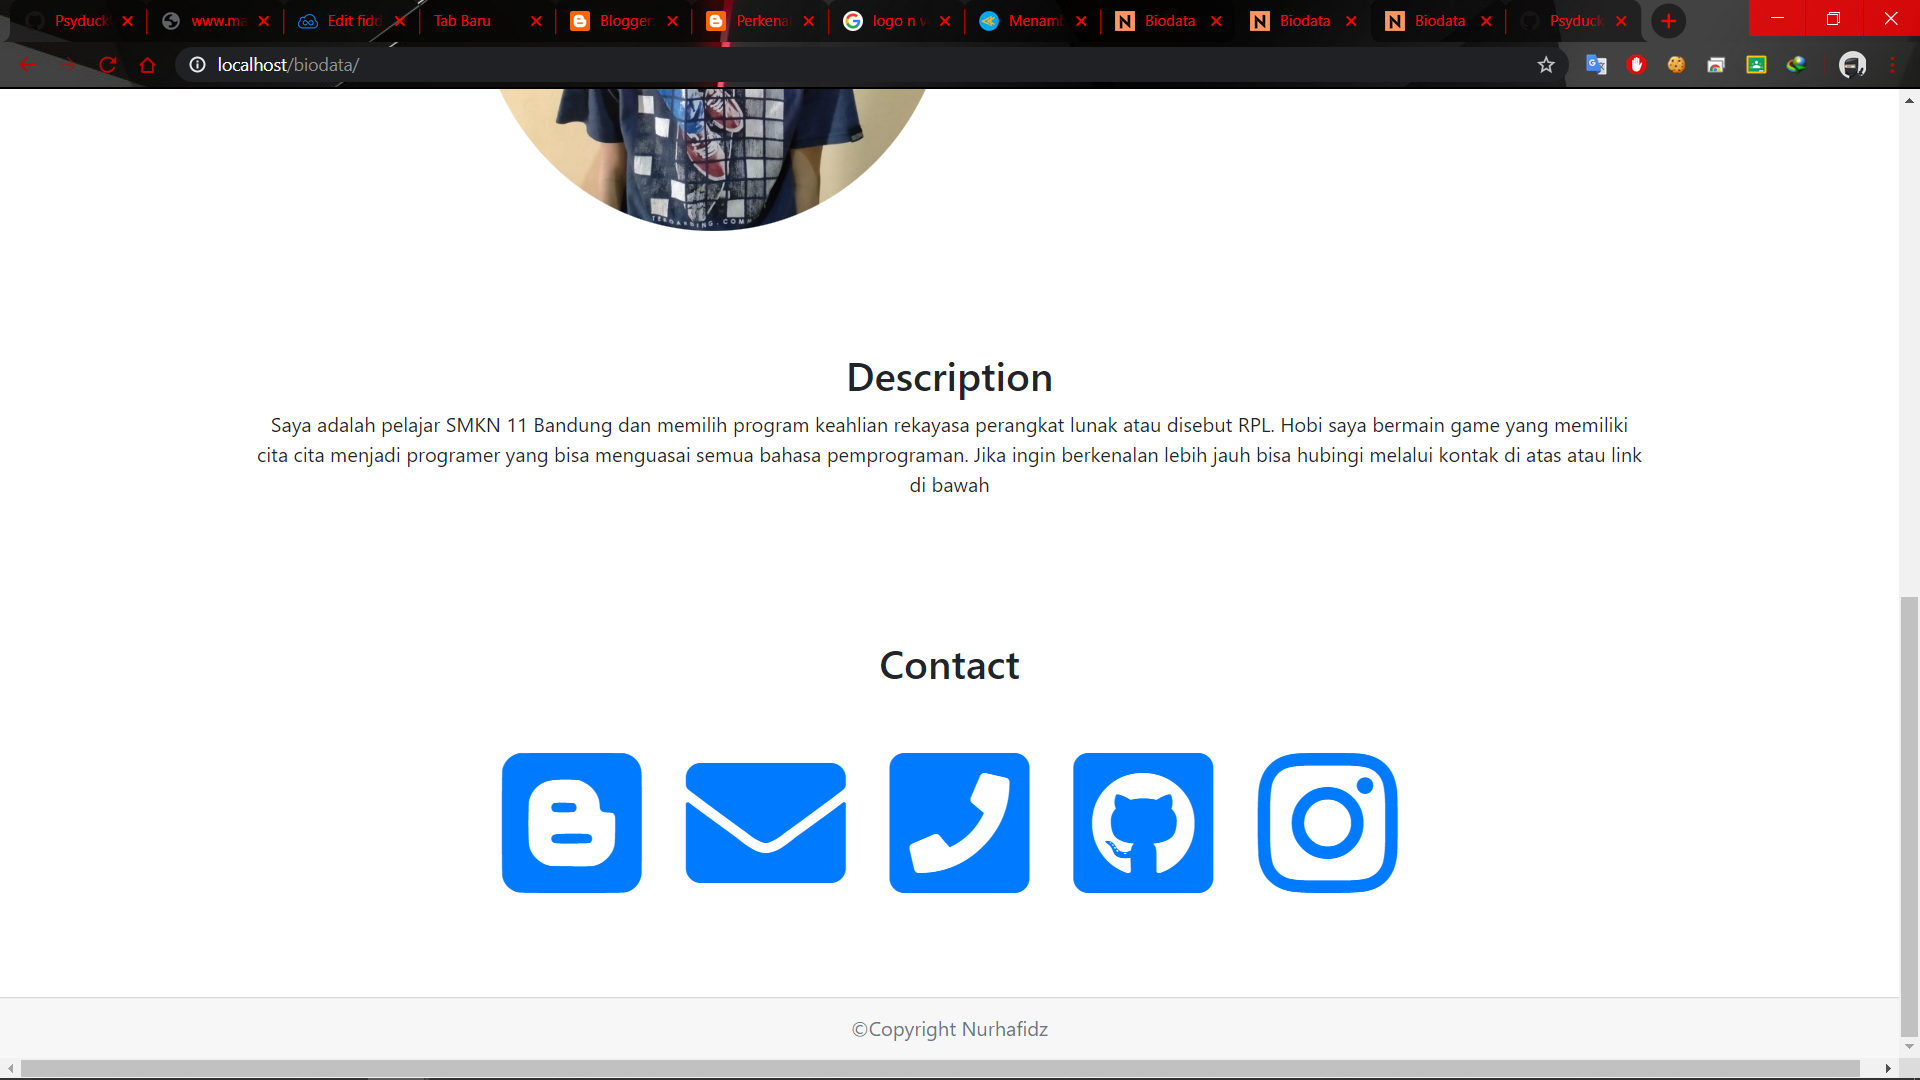 Psyduck
www.ma
Edit fidd
Tab Baru
Blogger:
Perkenal
logo n v
Menamb
Biodata
Biodata
Biodata
Psyduck
localhost/biodata/
Description
Saya adalah pelajar SMKN 11 Bandung dan memilih program keahlian rekayasa perangkat lunak atau disebut RPL. Hobi saya bermain game yang memiliki
cita cita menjadi programer yang bisa menguasai semua bahasa pemprograman. Jika ingin berkenalan lebih jauh bisa hubingi melalui kontak di atas atau link
di bawah
Contact
©Copyright Nurhafidz